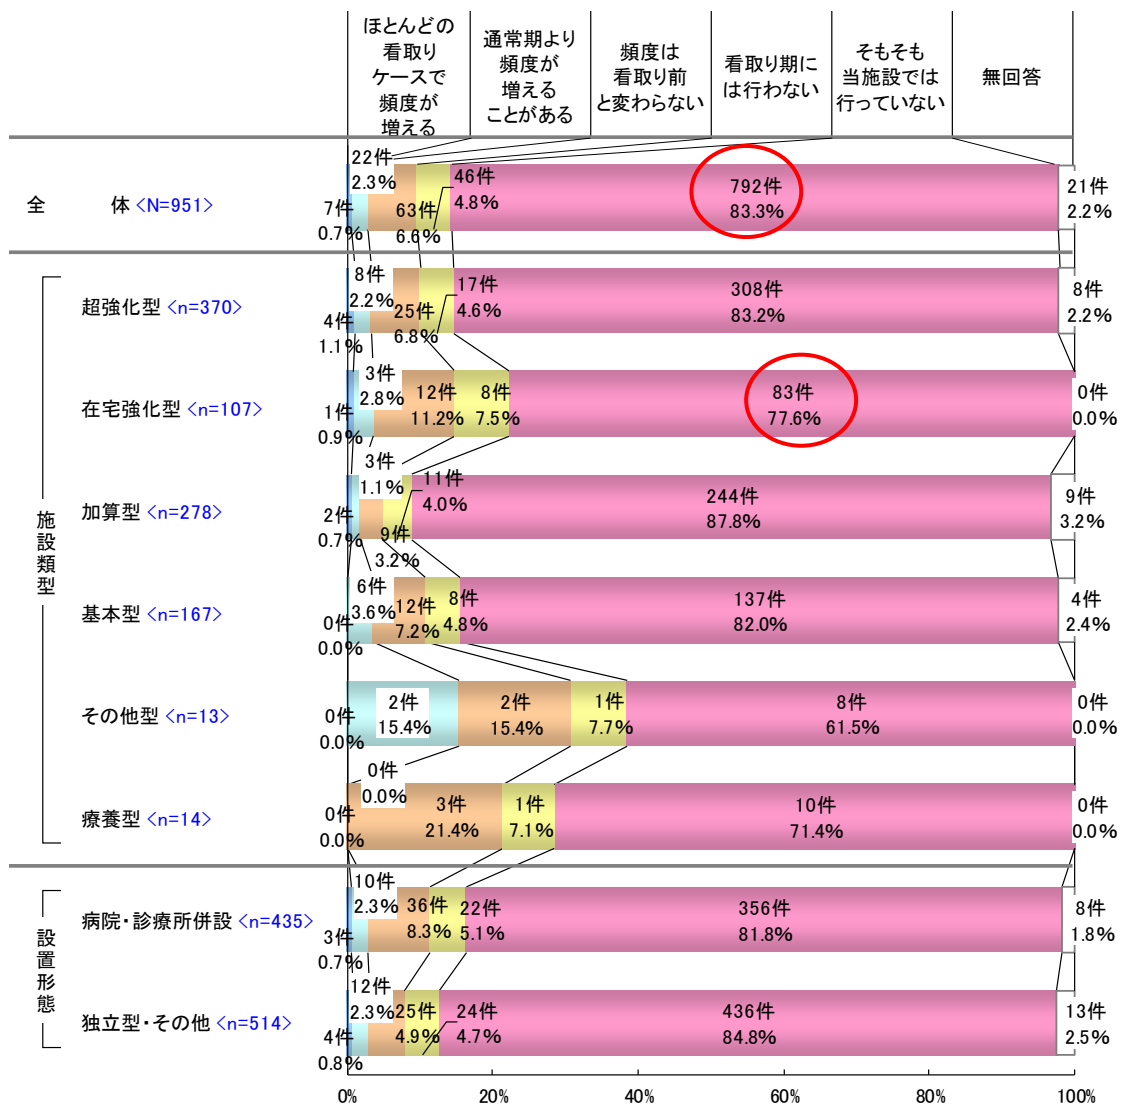 ほとんどの
看取り
ケースで
頻度が
増える
通常期より
頻度が
増える
ことがある
頻度は
看取り前
と変わらない
看取り期に
は行わない
そもそも
当施設では
行っていない
無回答
全 体 <N=951>
7件
0.7%
22件
2.3%
63件
6.6%
46件
4.8%
792件
83.3%
21件
2.2%
施設類型
超強化型 <n=370>
4件
1.1%
8件
2.2%
25件
6.8%
17件
4.6%
308件
83.2%
8件
2.2%
在宅強化型 <n=107>
1件
0.9%
3件
2.8%
12件
11.2%
8件
7.5%
83件
77.6%
0件
0.0%
加算型 <n=278>
2件
0.7%
3件
1.1%
9件
3.2%
11件
4.0%
244件
87.8%
9件
3.2%
基本型 <n=167>
0件
0.0%
6件
3.6%
12件
7.2%
8件
4.8%
137件
82.0%
4件
2.4%
その他型 <n=13>
0件
0.0%
2件
15.4%
2件
15.4%
1件
7.7%
8件
61.5%
0件
0.0%
療養型 <n=14>
0件
0.0%
0件
0.0%
3件
21.4%
1件
7.1%
10件
71.4%
0件
0.0%
設置形態
病院・診療所併設 <n=435>
3件
0.7%
10件
2.3%
36件
8.3%
22件
5.1%
356件
81.8%
8件
1.8%
独立型・その他 <n=514>
4件
0.8%
12件
2.3%
25件
4.9%
24件
4.7%
436件
84.8%
13件
2.5%
0% 20% 40% 60% 80% 100%